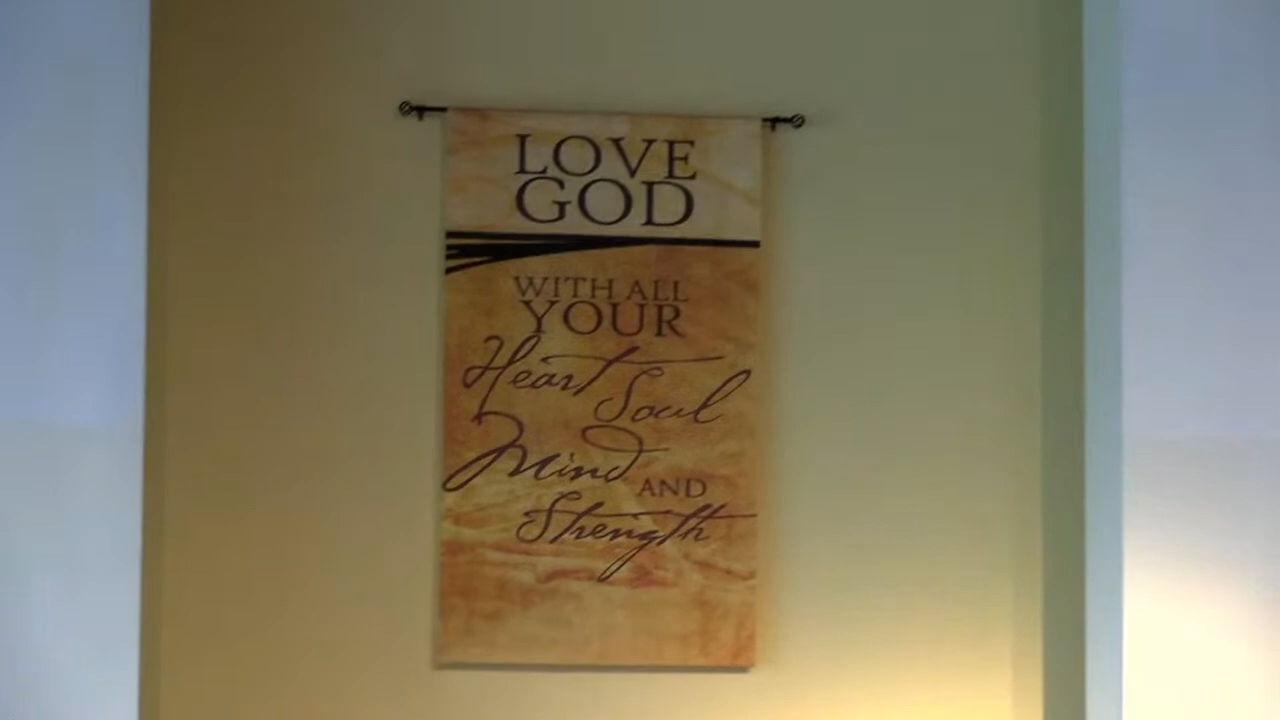 LOVE
GOD
WITH ALL
YOUR
Heart
Soul
Mind
AND
Strength